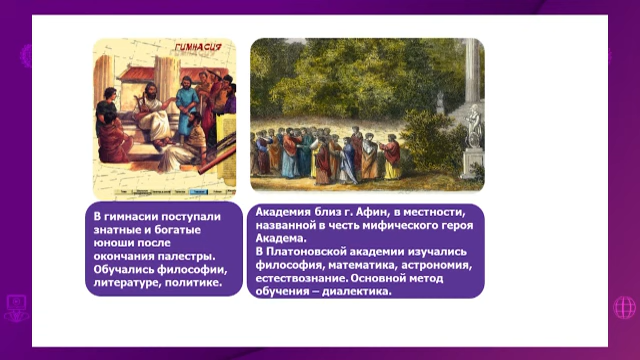 ГИМНАСИЯ
В гимнасии поступали
знатные и богатые
юноши после
окончания палестры.
Обучались философии,
литературе, политике.
Академия близ г. Афин, в местности,
названной в честь мифического героя
Академа.
В Платоновской академии изучались
философия, математика, астрономия,
естествознание. Основной метод
обучения – диалектика.